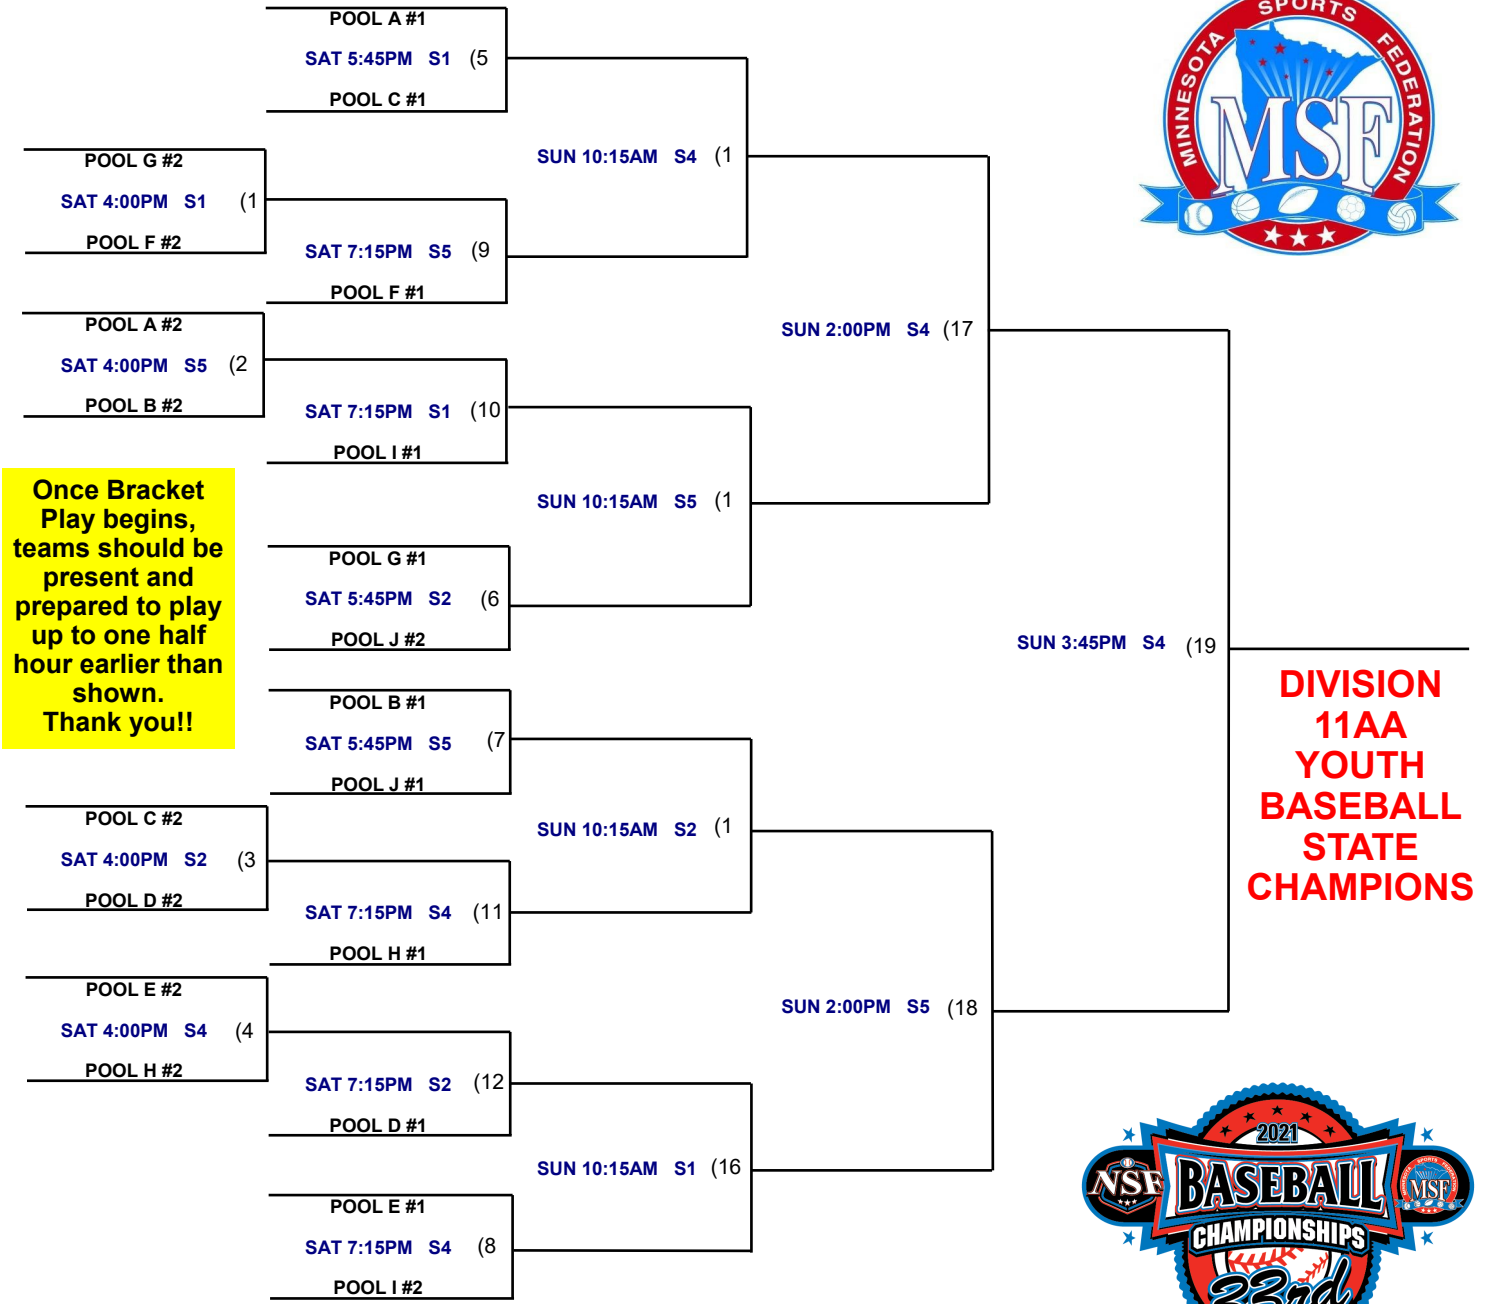 POOL A #1
SAT 5:45PM S1 (5
POOL C #1
POOL G #2
SAT 4:00PM S1 (1
POOL F #2
SAT 7:15PM S5 (9
POOL F #1
SUN 10:15AM S4 (1
POOL A #2
SAT 4:00PM S5 (2
POOL B #2
SAT 7:15PM S1 (10
POOL I #1
SUN 2:00PM S4 (17
SUN 10:15AM S5 (1
POOL G #1
SAT 5:45PM S2 (6
POOL J #2
Once Bracket
Play begins,
teams should be
present and
prepared to play
up to one half
hour earlier than
shown.
Thank you!!
SUN 3:45PM S4 (19
POOL B #1
SAT 5:45PM S5 (7
POOL J #1
POOL C #2
SAT 4:00PM S2 (3
POOL D #2
SUN 10:15AM S2 (1
SAT 7:15PM S4 (11
POOL H #1
POOL E #2
SAT 4:00PM S4 (4
POOL H #2
SUN 2:00PM S5 (18
SAT 7:15PM S2 (12
POOL D #1
SUN 10:15AM S1 (16
POOL E #1
SAT 7:15PM S4 (8
POOL I #2
DIVISION
11AA
YOUTH
BASEBALL
STATE
CHAMPIONS
MINNESOTA SPORTS FEDERATION
MSF
2021
NSF
BASEBALL
MINNESOTA SPORTS FEDERATION
MSF
CHAMPIONSHIPS
23rd